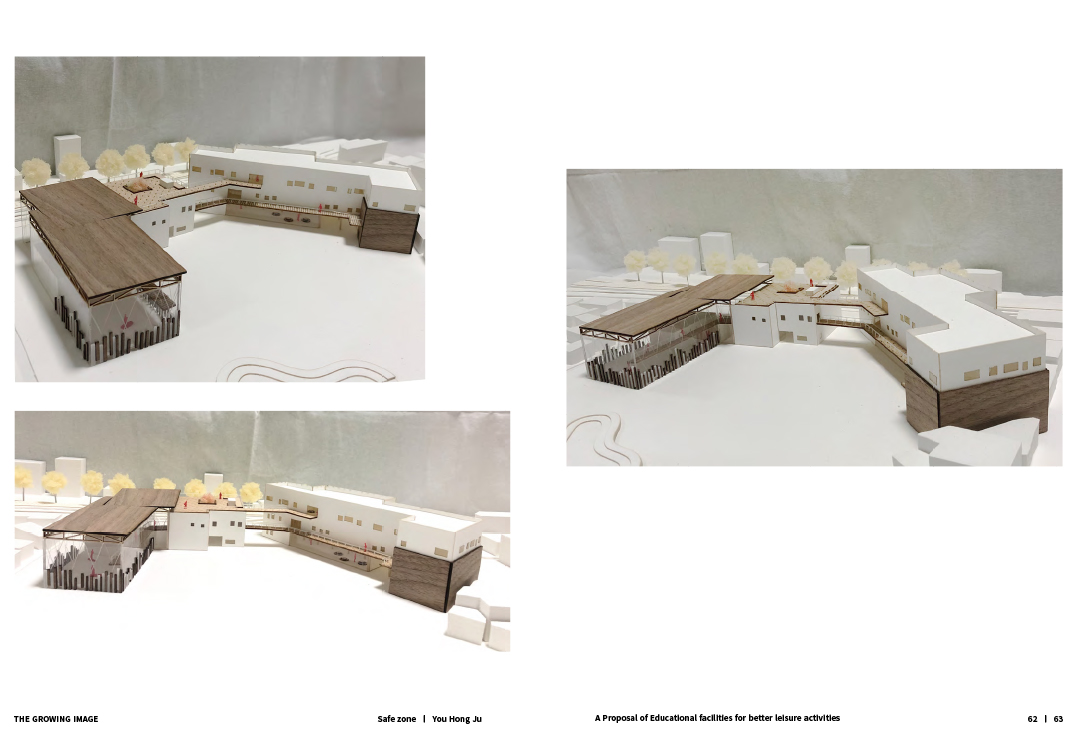 THE GROWING IMAGE
Safe zone | You Hong Ju
A Proposal of Educational facilities for better leisure activities
62 | 63